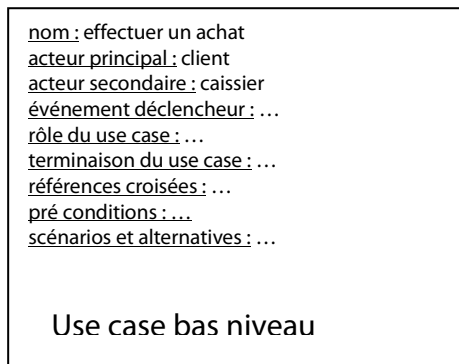 nom : effectuer un achat
acteur principal : client
acteur secondaire : caissier
événement déclencheur : …
rôle du use case : …
terminaison du use case : …
références croisées : …
pré conditions : …
scénarios et alternatives : …
Use case bas niveau